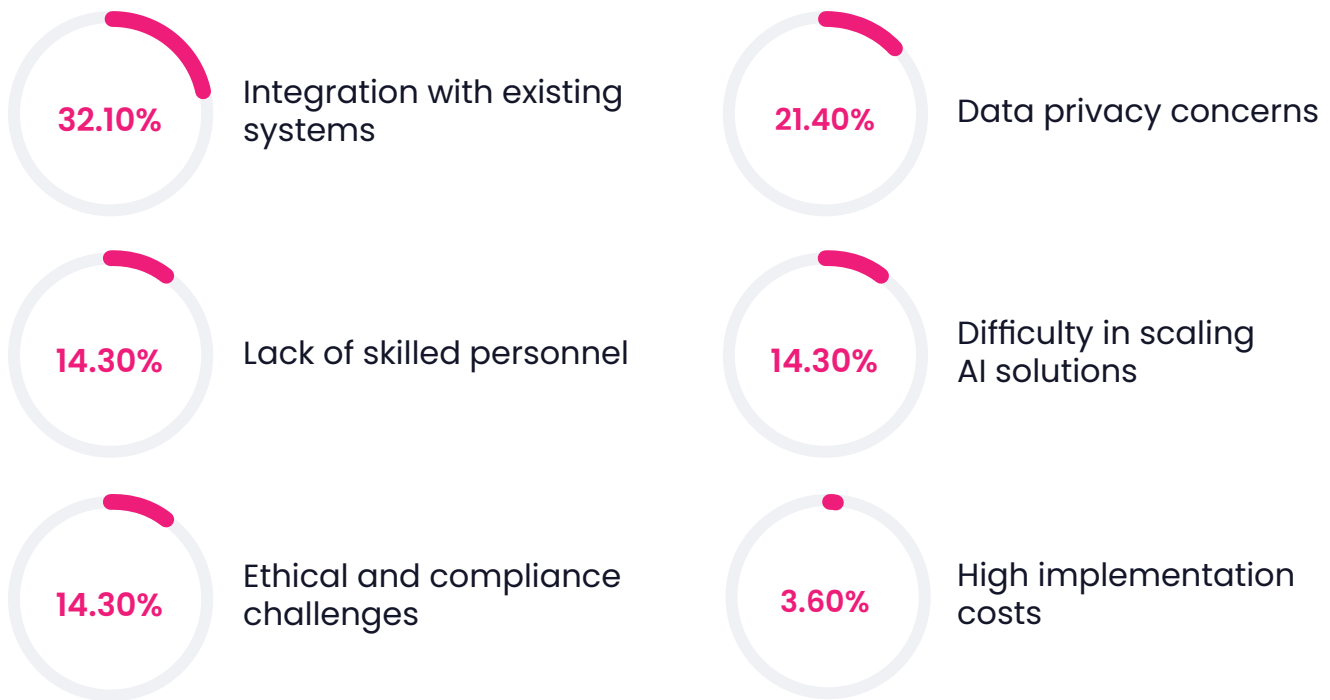 32.10%
Integration with existing
systems
21.40%
Data privacy concerns
14.30%
Lack of skilled personnel
14.30%
Difficulty in scaling
AI solutions
14.30%
Ethical and compliance
challenges
3.60%
High implementation
costs